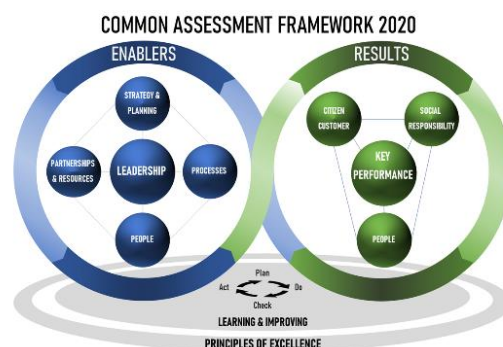 COMMON ASSESSMENT FRAMEWORK 2020
ENABLERS
RESULTS
STRATEGY &
PLANNING
PARTNERSHIPS
& RESOURCES
LEADERSHIP
PROCESSES
PEOPLE
CITIZEN
CUSTOMER
SOCIAL
RESPONSIBILITY
KEY
PERFORMANCE
PEOPLE
Plan
Act
Do
Check
LEARNING & IMPROVING
PRINCIPLES OF EXCELLENCE